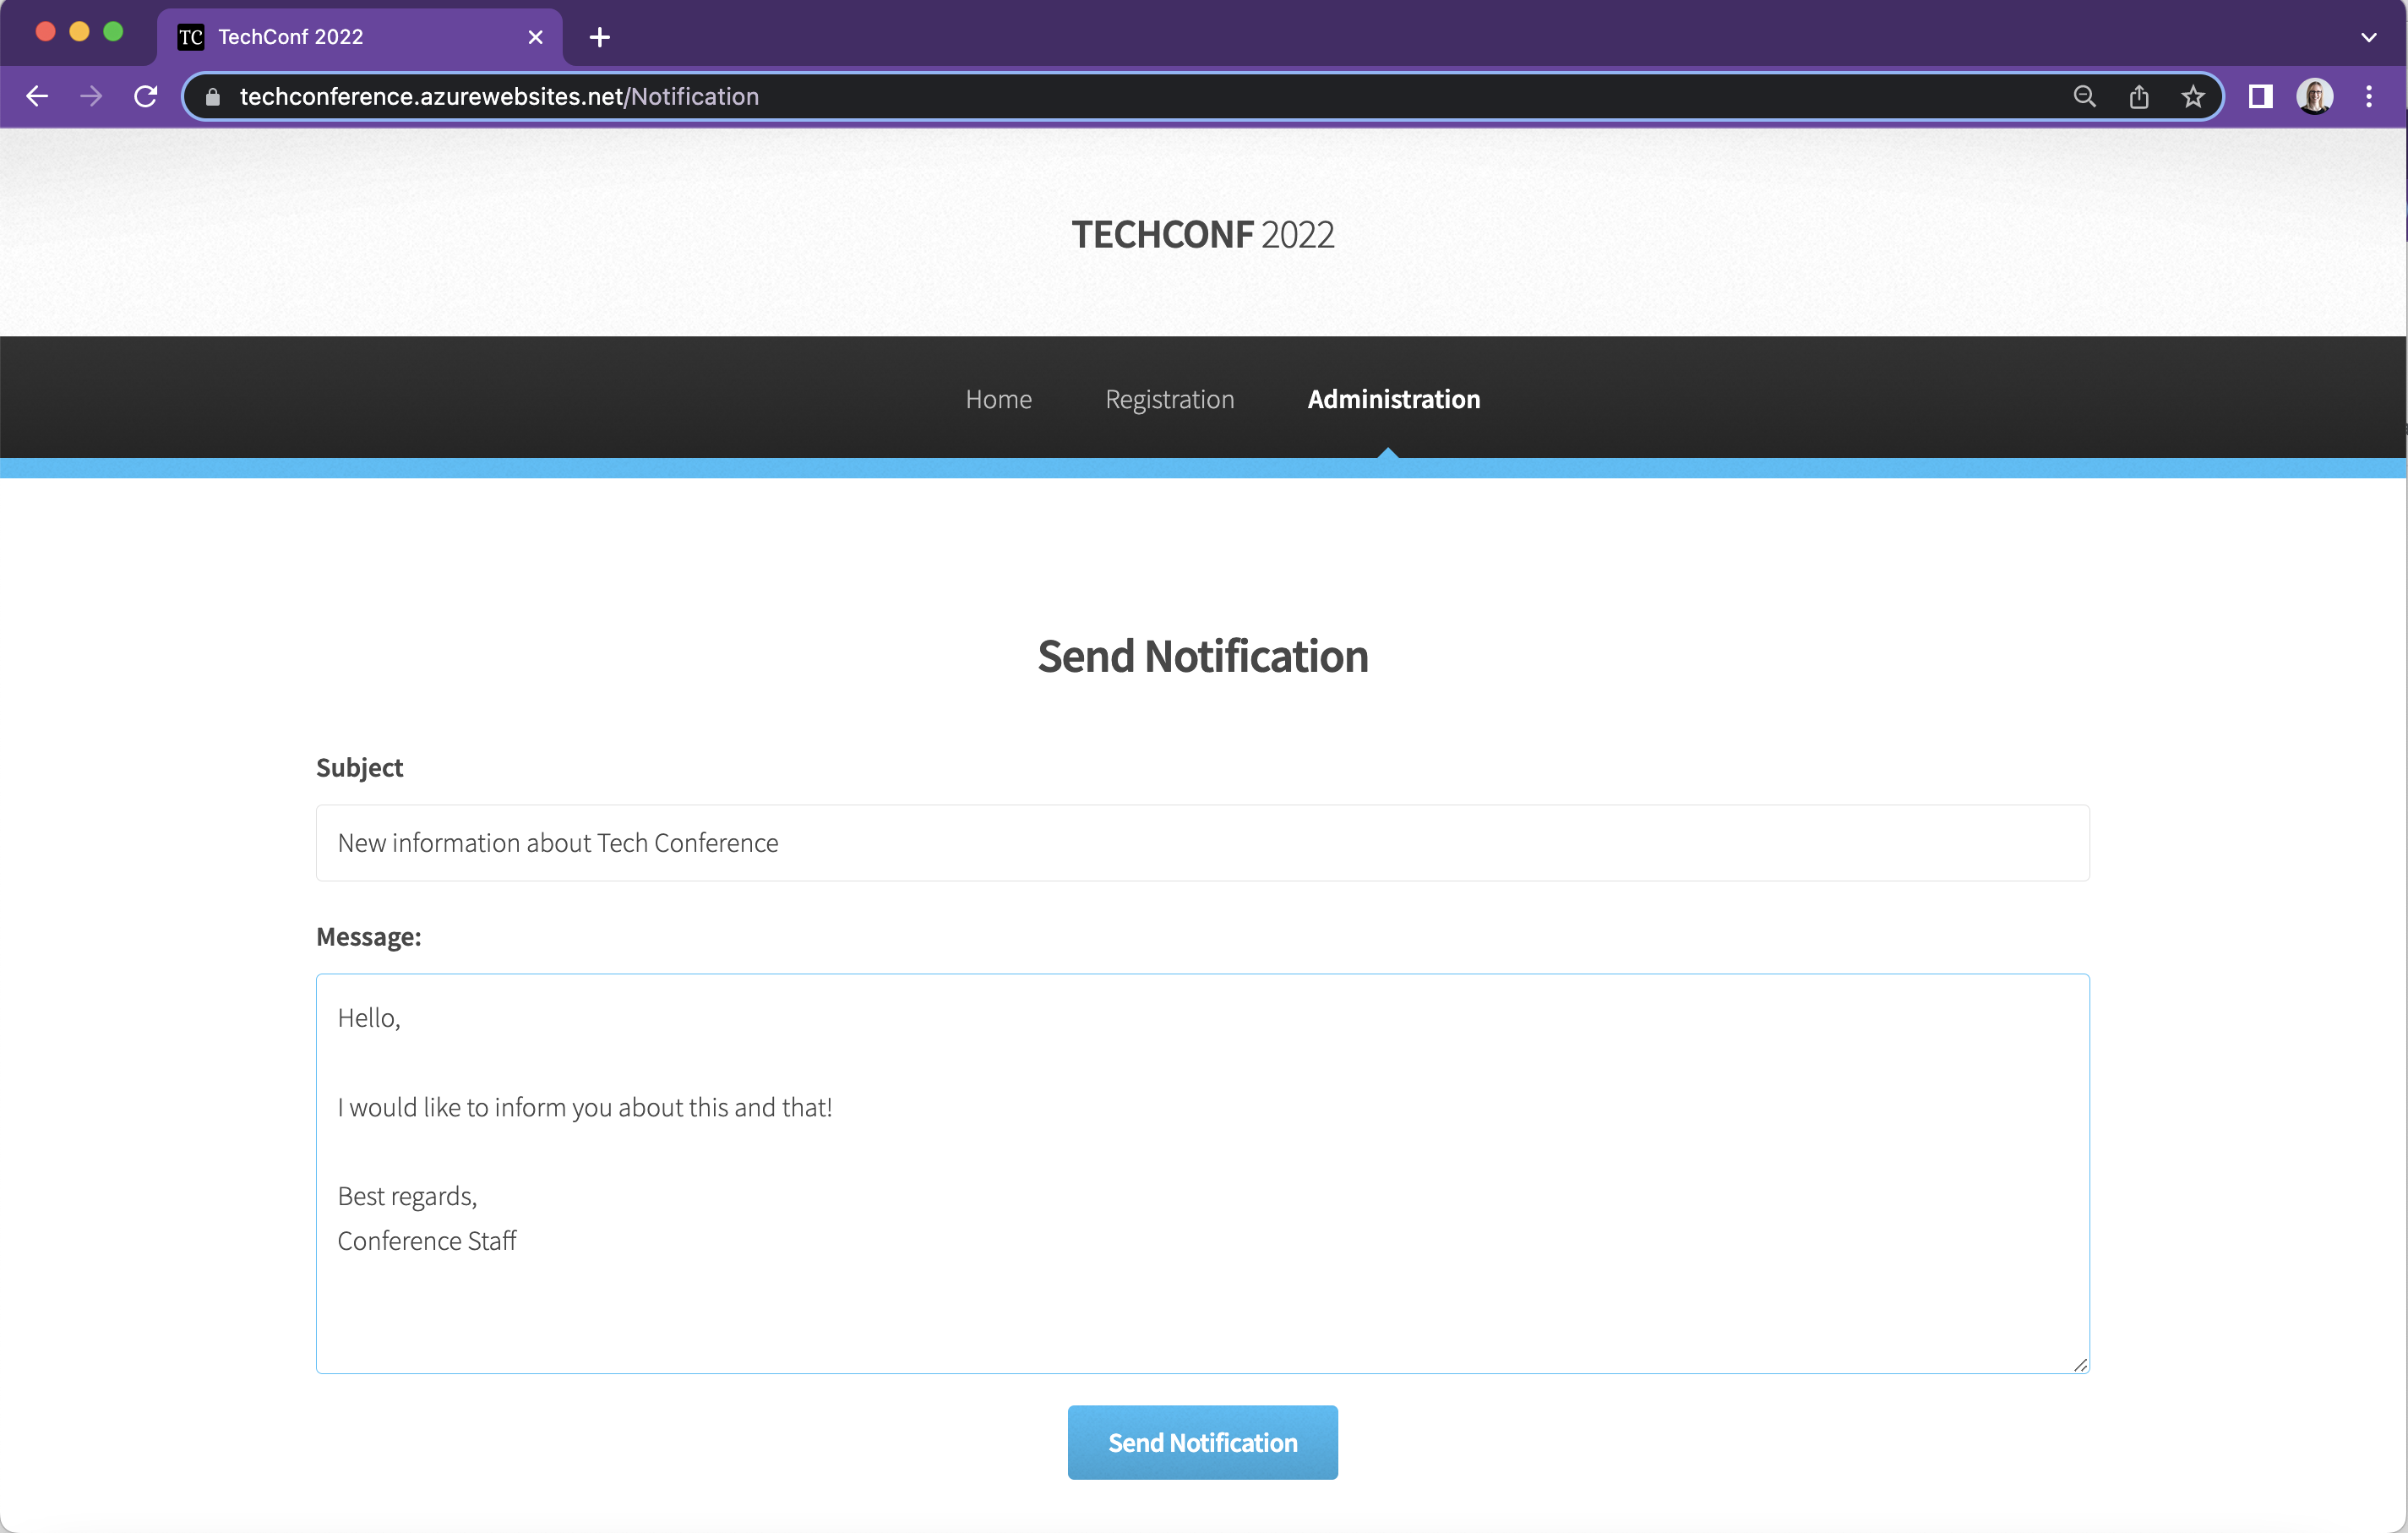 TC TechConf 2022
techconference.azurewebsites.net/Notification
TECHCONF 2022
Home Registration Administration
Send Notification
Subject
New information about Tech Conference
Message:
Hello,
I would like to inform you about this and that!
Best regards,
Conference Staff
Send Notification